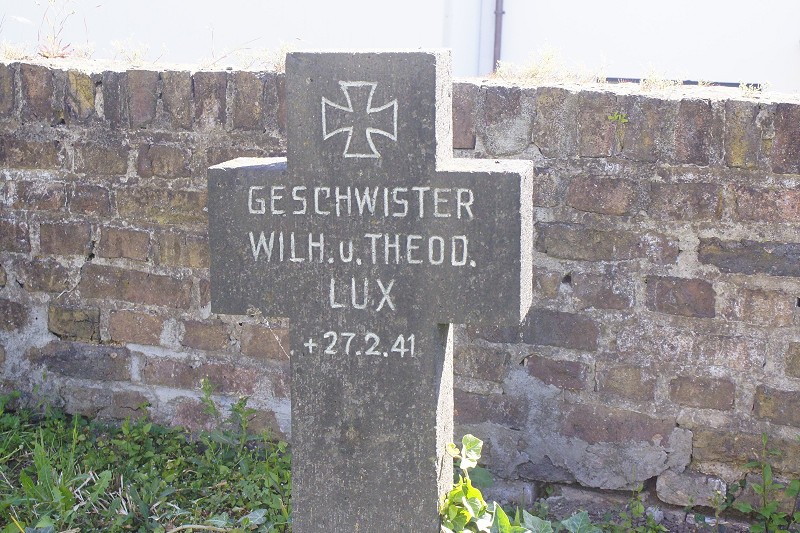 GESCHWISTER
WILH. u. THEOD.
LUX
+ 27.2.41